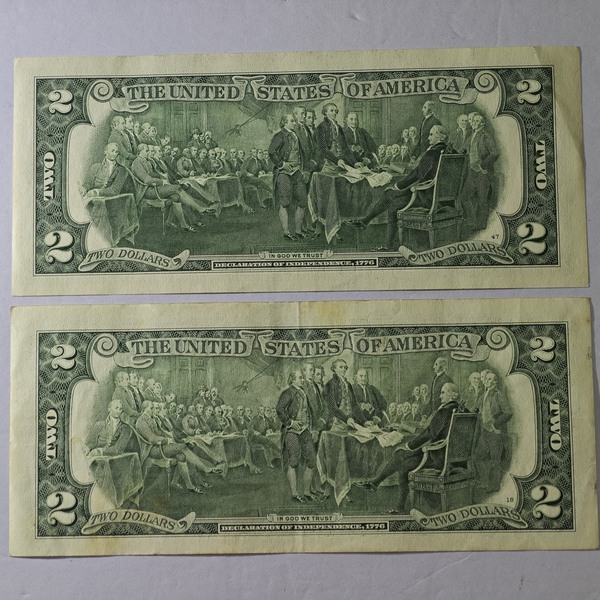 2 THE UNITED STATES OF AMERICA 2
TWO TWO
47
2 TWO DOLLARS IN GOD WE TRUST TWO DOLLARS 2
DECLARATION OF INDEPENDENCE, 1776
2 THE UNITED STATES OF AMERICA 2
TWO TWO
18
2 TWO DOLLARS IN GOD WE TRUST TWO DOLLARS 2
DECLARATION OF INDEPENDENCE, 1776